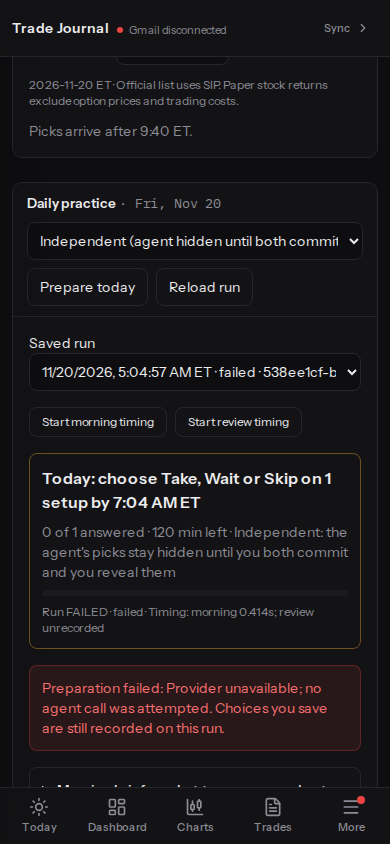 Trade Journal
Gmail disconnected
Sync
2026-11-20 ET · Official list uses SIP. Paper stock returns
exclude option prices and trading costs.
Picks arrive after 9:40 ET.
Daily practice · Fri, Nov 20
Independent (agent hidden until both commit
Prepare today
Reload run
Saved run
11/20/2026, 5:04:57 AM ET · failed · 538ee1cf-b
Start morning timing
Start review timing
Today: choose Take, Wait or Skip on 1
setup by 7:04 AM ET
0 of 1 answered · 120 min left · Independent: the
agent's picks stay hidden until you both commit
and you reveal them
Run FAILED · failed · Timing: morning 0.414s; review
unrecorded
Preparation failed: Provider unavailable; no
agent call was attempted. Choices you save
are still recorded on this run.
Today
Dashboard
Charts
Trades
More